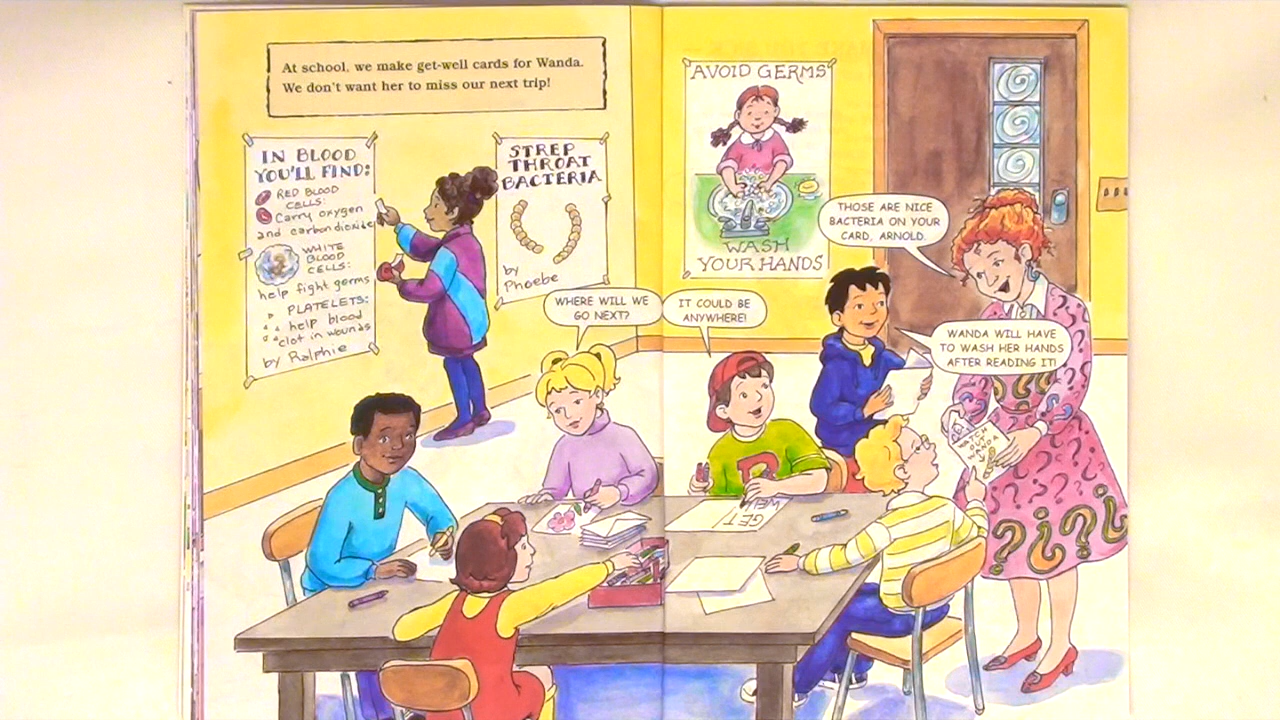 At school, we make get-well cards for Wanda.
We don't want her to miss our next trip!
IN BLOOD
YOU'LL FIND:
RED BLOOD
CELLS:
Carry oxygen
and carbon dioxide
WHITE
BLOOD
CELLS:
help fight germs
PLATELETS:
help blood
clot in wounds
by Ralphie
STREP
THROAT
BACTERIA
by
Phoebe
AVOID GERMS
WASH
YOUR HANDS
THOSE ARE NICE
BACTERIA ON YOUR
CARD, ARNOLD.
WHERE WILL WE
GO NEXT?
IT COULD BE
ANYWHERE!
WANDA WILL HAVE
TO WASH HER HANDS
AFTER READING IT!
WATCH
OUT
WANDA
GET
WELL
R